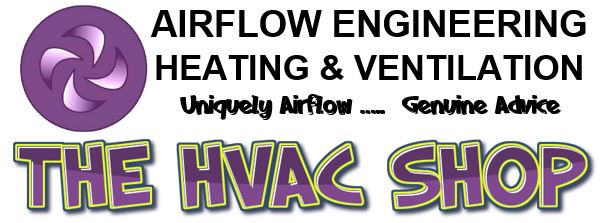 AIRFLOW ENGINEERING
HEATING & VENTILATION
Uniquely Airflow ..... Genuine Advice
THE HVAC SHOP